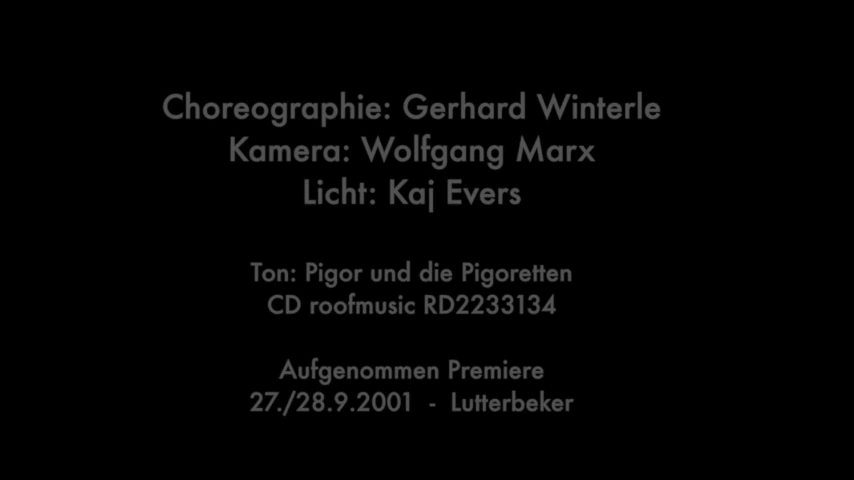 Choreographie: Gerhard Winterle
Kamera: Wolfgang Marx
Licht: Kaj Evers
Ton: Pigor und die Pigoretten
CD roofmusic RD2233134
Aufgenommen Premiere
27./28.9.2001 - Lutterbeker